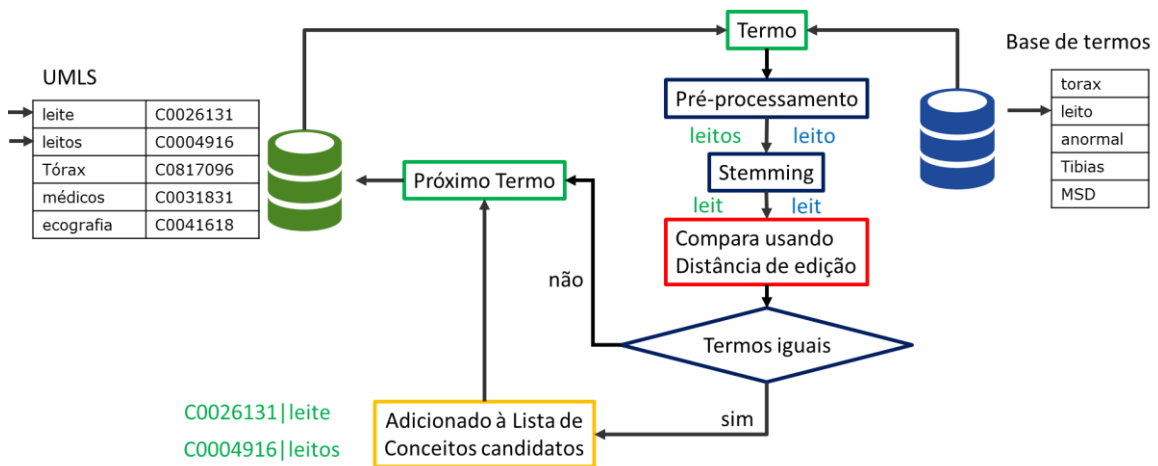 Termo
Base de termos
UMLS
leite C0026131
leitos C0004916
Tórax C0817096
médicos C0031831
ecografia C0041618
torax
leito
anormal
Tibias
MSD
Pré-processamento
leitos leito
Stemming
leit leit
Próximo Termo
Compara usando
Distância de edição
não
Termos iguais
sim
C0026131|leite
C0004916|leitos
Adicionado à Lista de
Conceitos candidatos